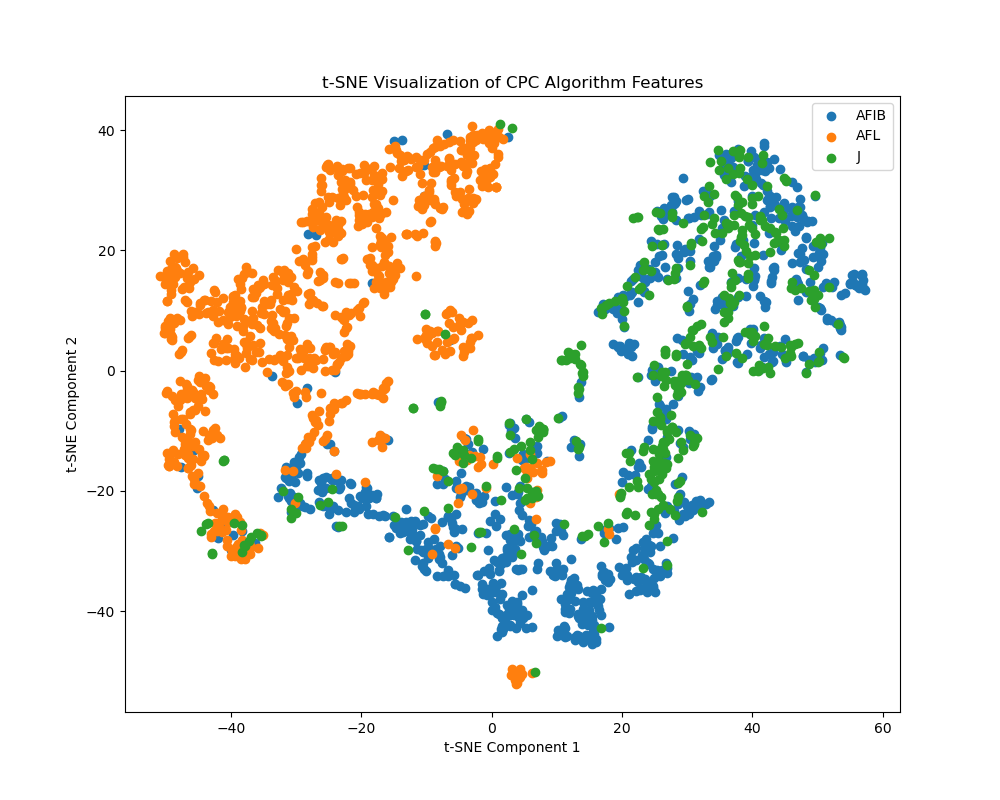 t-SNE Visualization of CPC Algorithm Features
AFIB
AFL
J
40
20
0
−20
−40
t-SNE Component 2
−40
−20
0
20
40
60
t-SNE Component 1